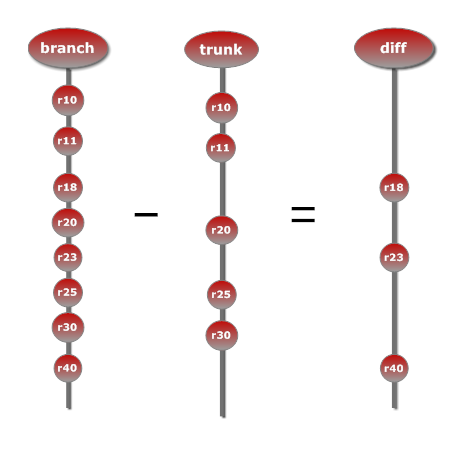 branch
trunk
diff
r10
r11
r18
r20
r23
r25
r30
r40
–
r10
r11
r20
r25
r30
=
r18
r23
r40